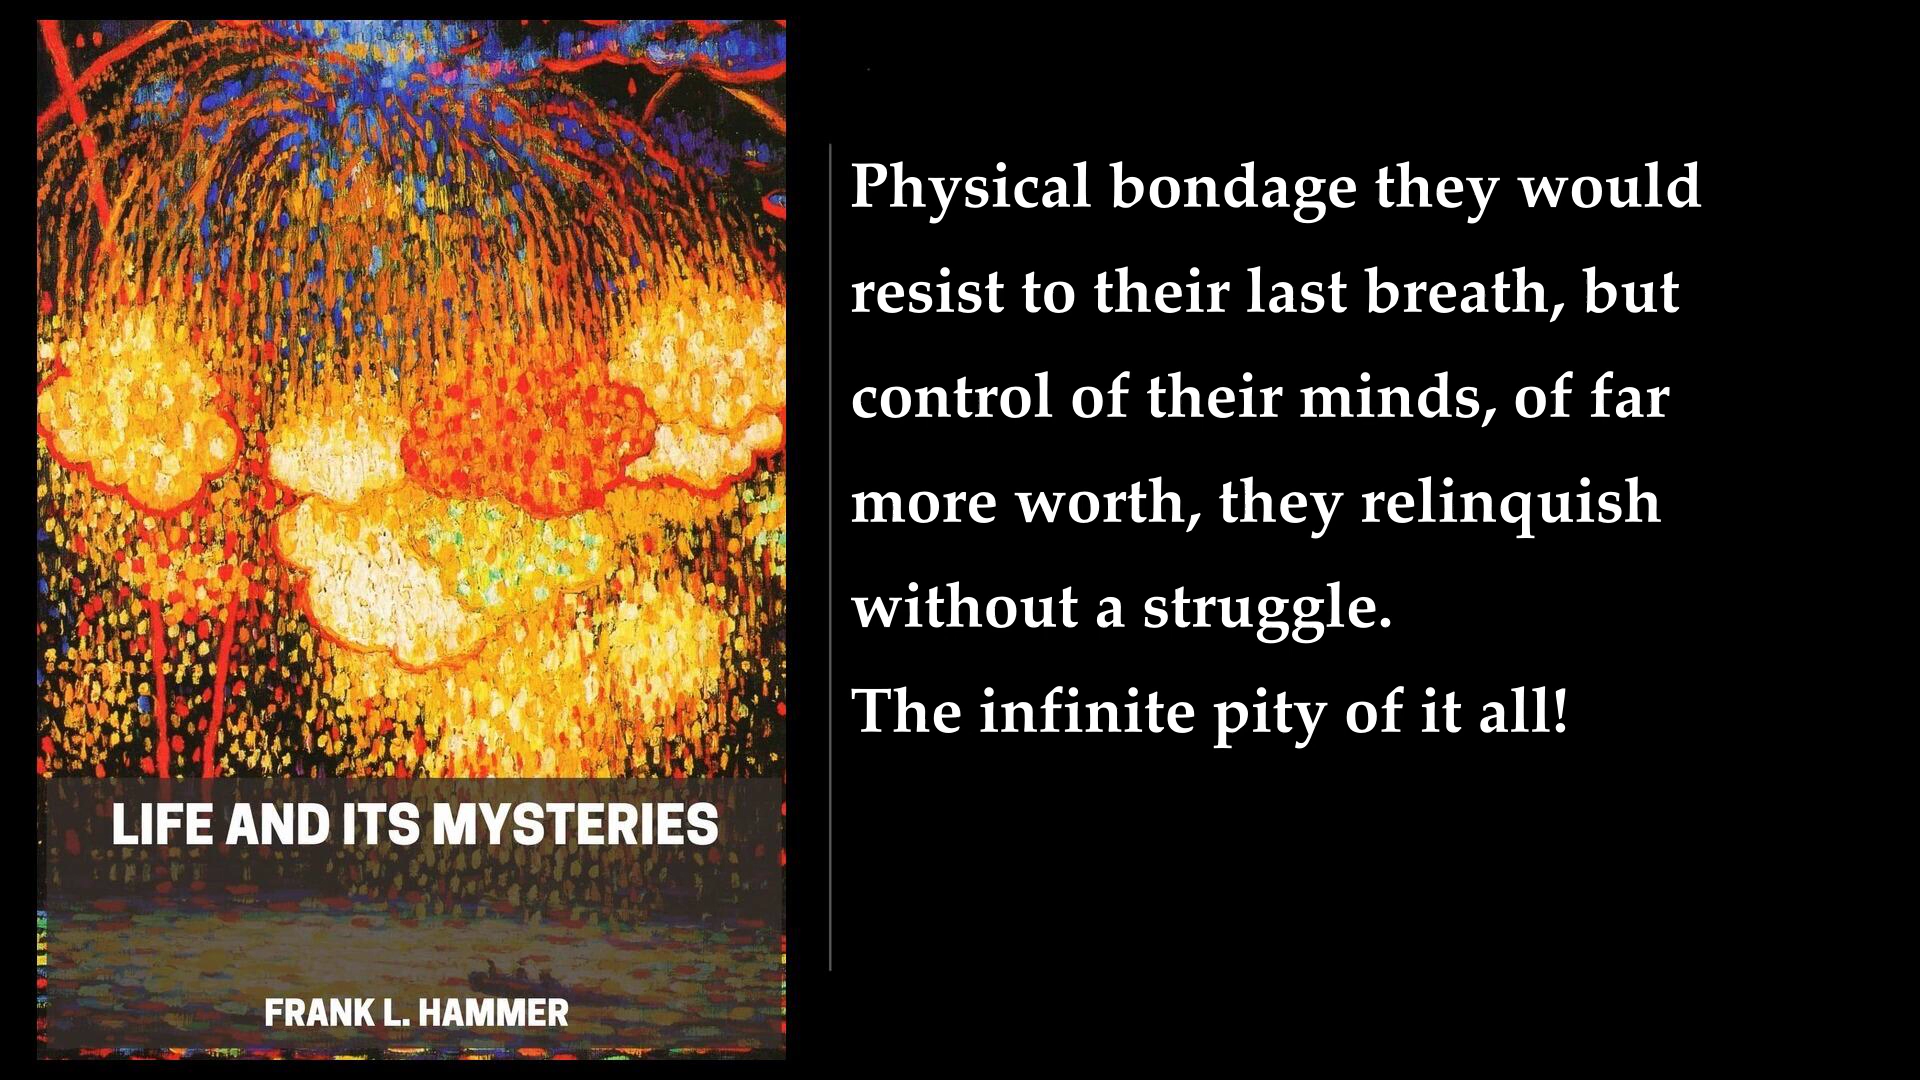 LIFE AND ITS MYSTERIES
FRANK L. HAMMER
Physical bondage they would
resist to their last breath, but
control of their minds, of far
more worth, they relinquish
without a struggle.
The infinite pity of it all!